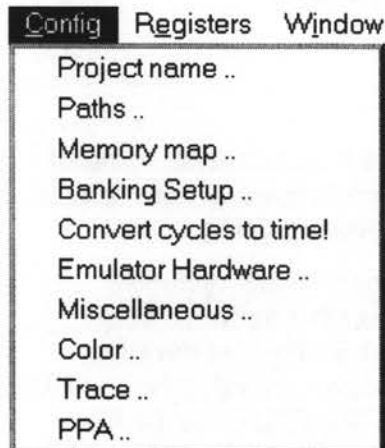 Config Registers Window
Project name ..
Paths ..
Memory map ..
Banking Setup ..
Convert cycles to time!
Emulator Hardware ..
Miscellaneous ..
Color ..
Trace ..
PPA ..